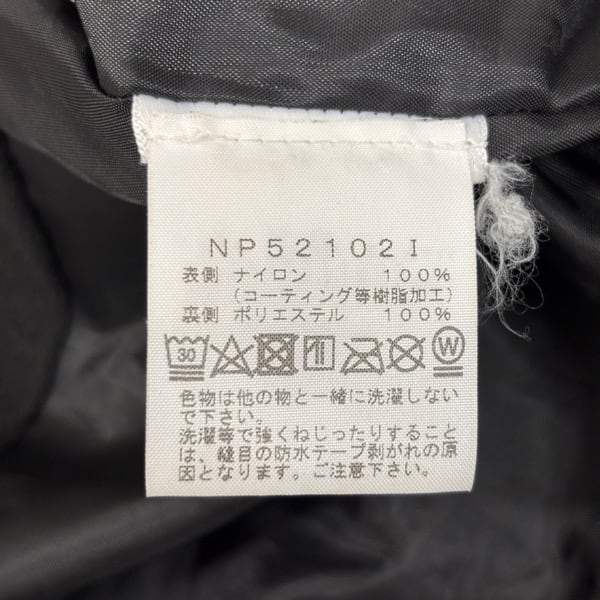 NP52102I
表側 ナイロン 100%
(コーティング等樹脂加工)
裏側 ポリエステル 100%
30 W
色物は他の物と一緒に洗濯しない
で下さい。
洗濯等で強くねじったりすること
は、縫目の防水テープ剥がれの原
因となります。ご注意下さい。